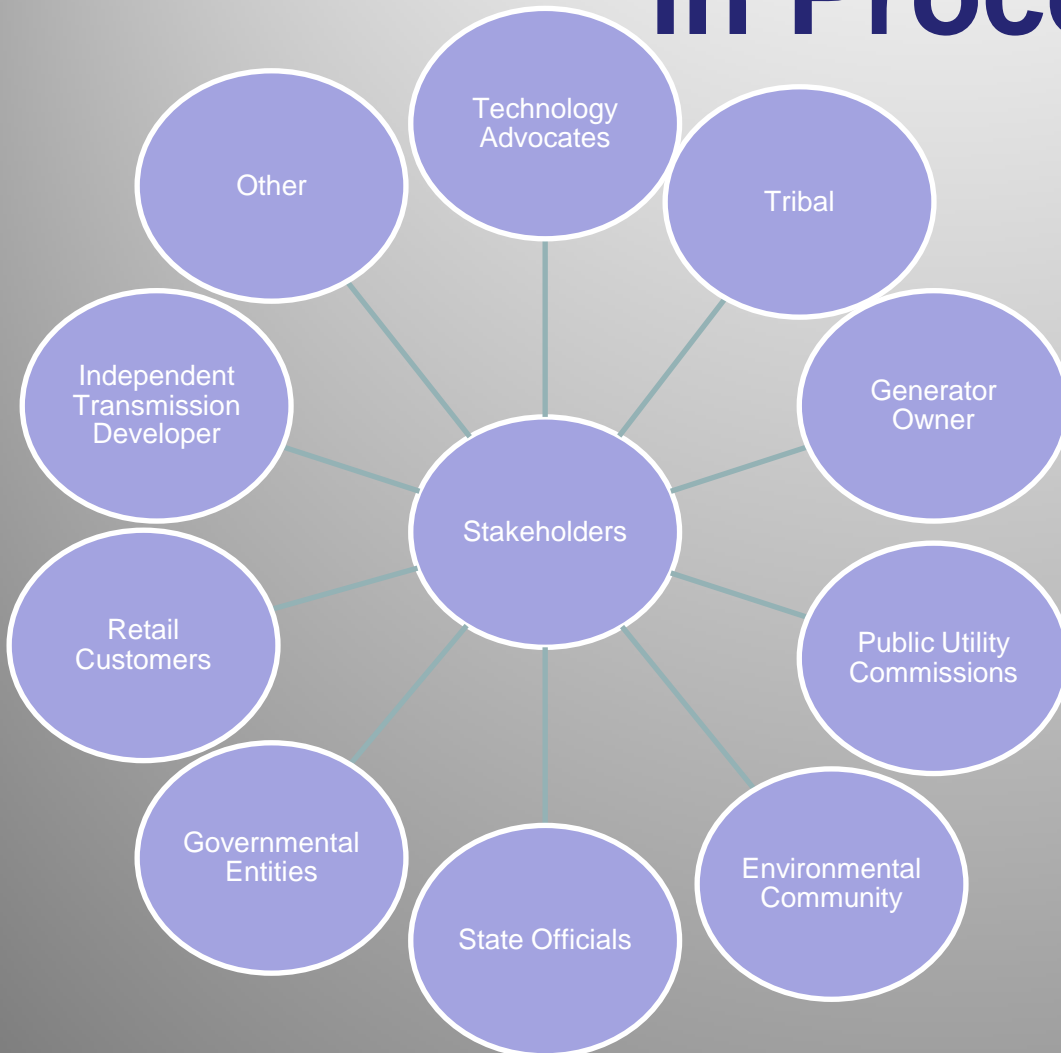 In
Technology
Advocates
Other
Tribal
Independent
Transmission
Developer
Generator
Owner
Stakeholders
Retail
Customers
Public Utility
Commissions
Governmental
Entities
Environmental
Community
State Officials